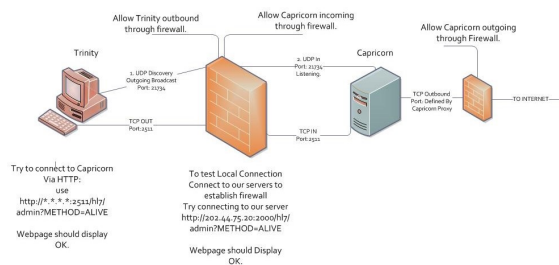 Allow Trinity outbound
through firewall.
Allow Capricorn incoming
through firewall.
Allow Capricorn outgoing
through Firewall.
Trinity
Capricorn
1. UDP Discovery
Outgoing Broadcast
Port: 21734
2. UDP in
Port: 21734
Listening.
TCP OUT
Port:2511
TCP IN
Port:2511
TCP Outbound
Port: Defined By
Capricorn Proxy
TO INTERNET
Try to connect to Capricorn
Via HTTP:
use
http://*.*.*.*:2511/hl7/
admin?METHOD=ALIVE
Webpage should display
OK.
To test Local Connection
Connect to our servers to
establish firewall
Try connecting to our server
http://202.44.75.20:2000/hl7/
admin?METHOD=ALIVE
Webpage should Display
OK.